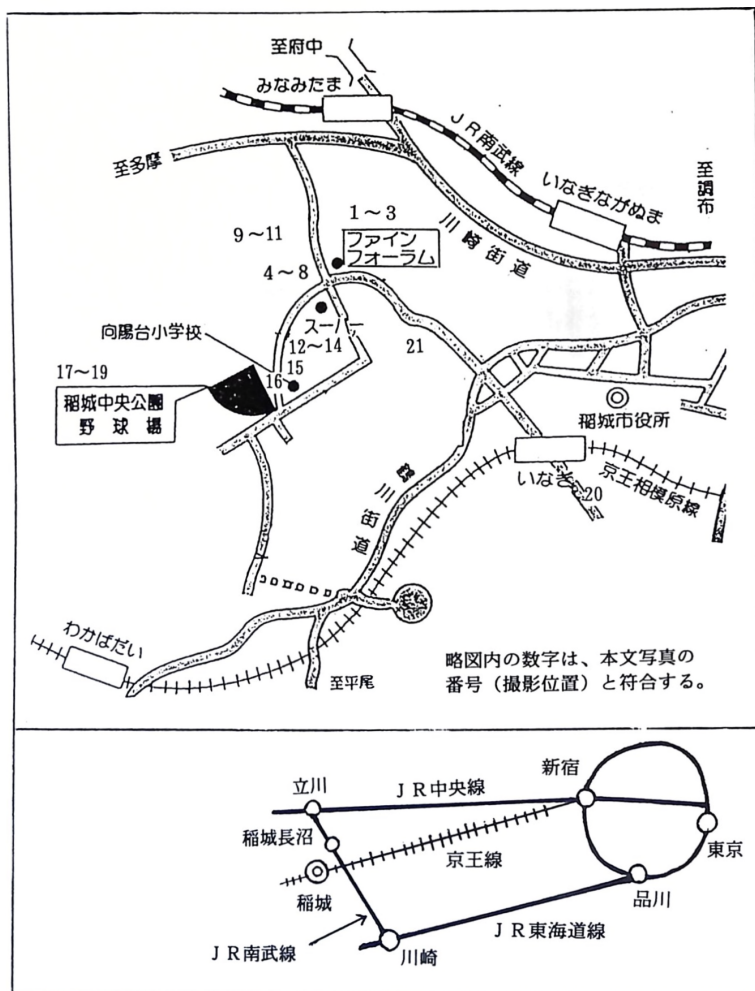 至府中
みなみたま
JR南武線
至多摩
至調布
いなぎながぬま
川崎街道
1～3
9～11
ファイン
フォーラム
4～8
スーパー
向陽台小学校
12～14
21
17～19
15
16
稲城中央公園
野球場
稲城市役所
いなぎ
20
京王相模原線
川街道
わかばだい
至平尾
略図内の数字は、本文写真の
番号（撮影位置）と符合する。
新宿
立川
JR中央線
稲城長沼
京王線
東京
稲城
品川
JR南武線
川崎
JR東海道線